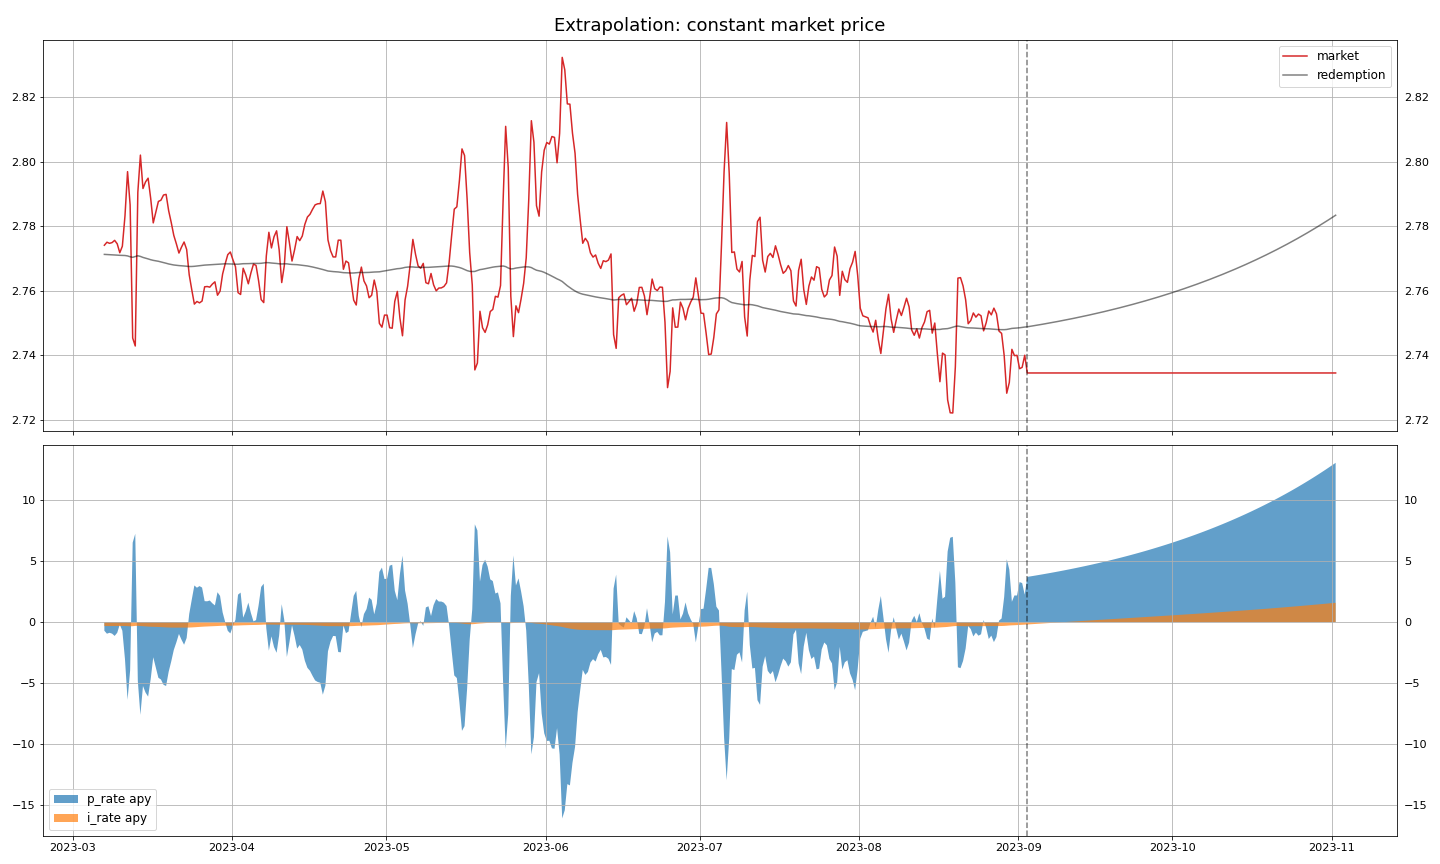 Extrapolation: constant market price
market
redemption
2.82 2.82
2.80 2.80
2.78 2.78
2.76 2.76
2.74 2.74
2.72 2.72
10 10
5 5
0 0
−5 −5
−10 −10
−15 −15
p_rate apy
i_rate apy
2023-03 2023-04 2023-05 2023-06 2023-07 2023-08 2023-09 2023-10 2023-11